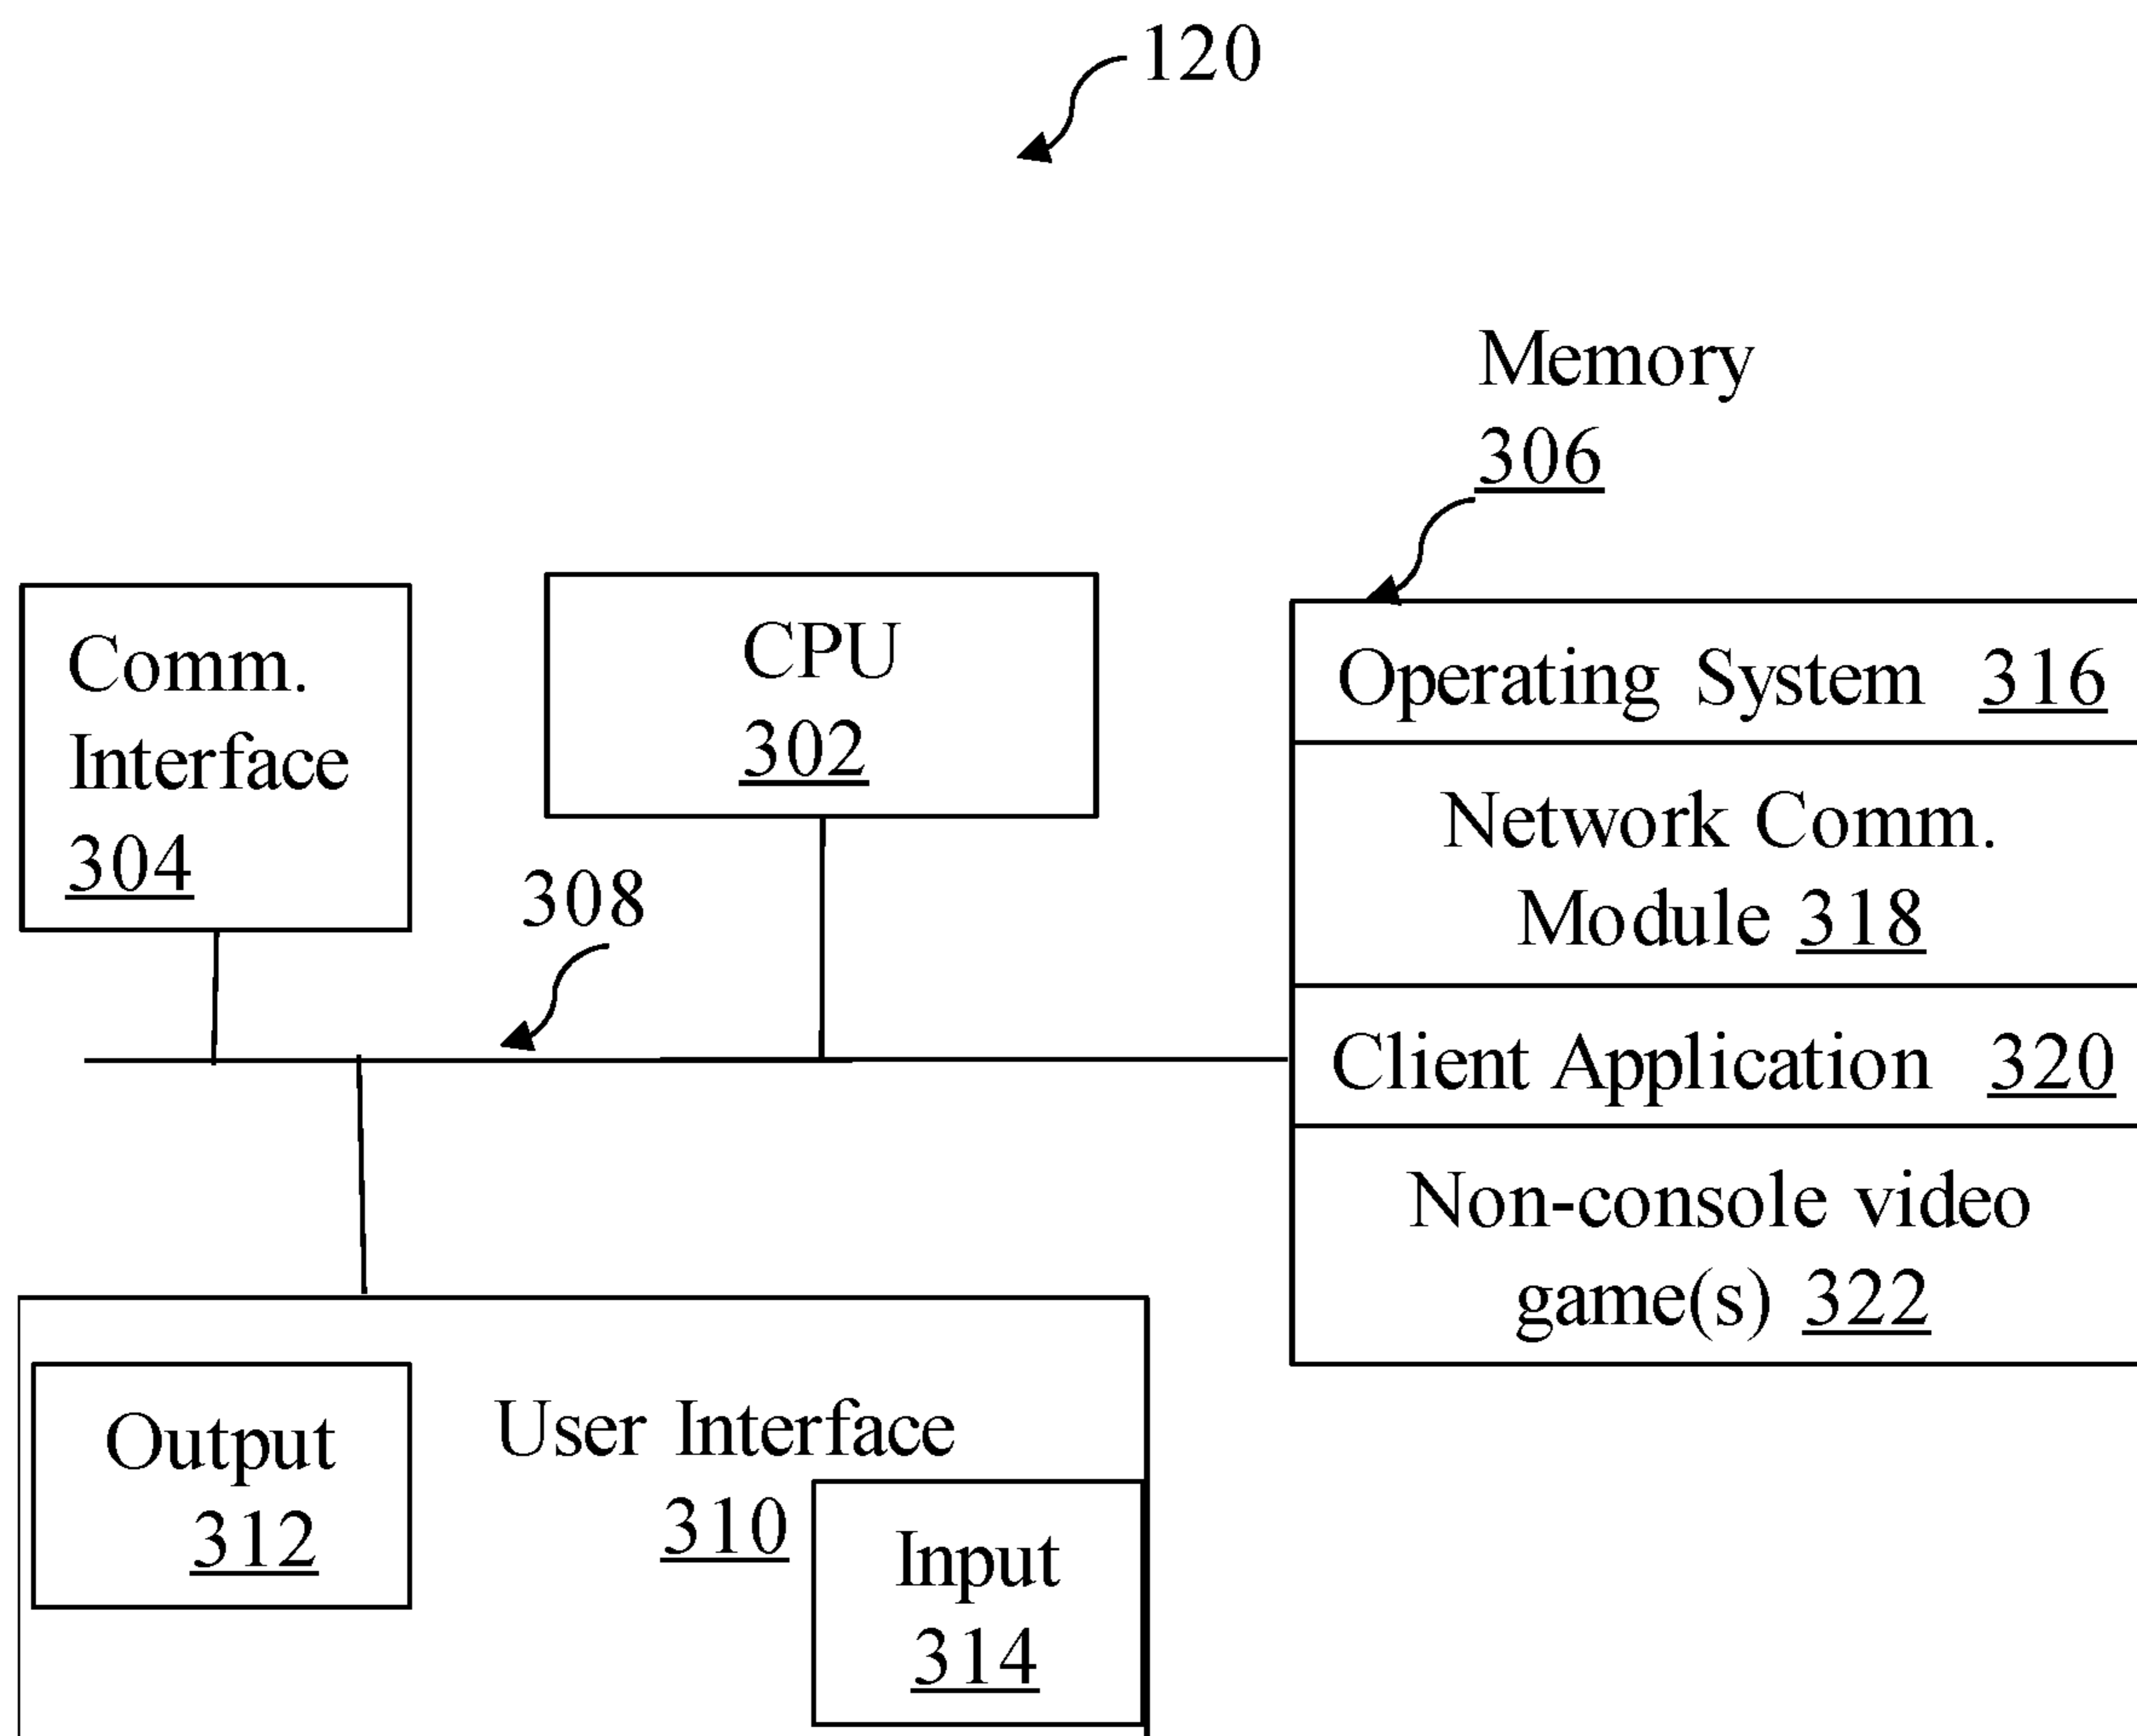 120
Memory
306
Comm.
Interface
304
CPU
302
308
Operating System 316
Network Comm.
Module 318
Client Application 320
Non-console video
game(s) 322
User Interface
310
Output
312
Input
314